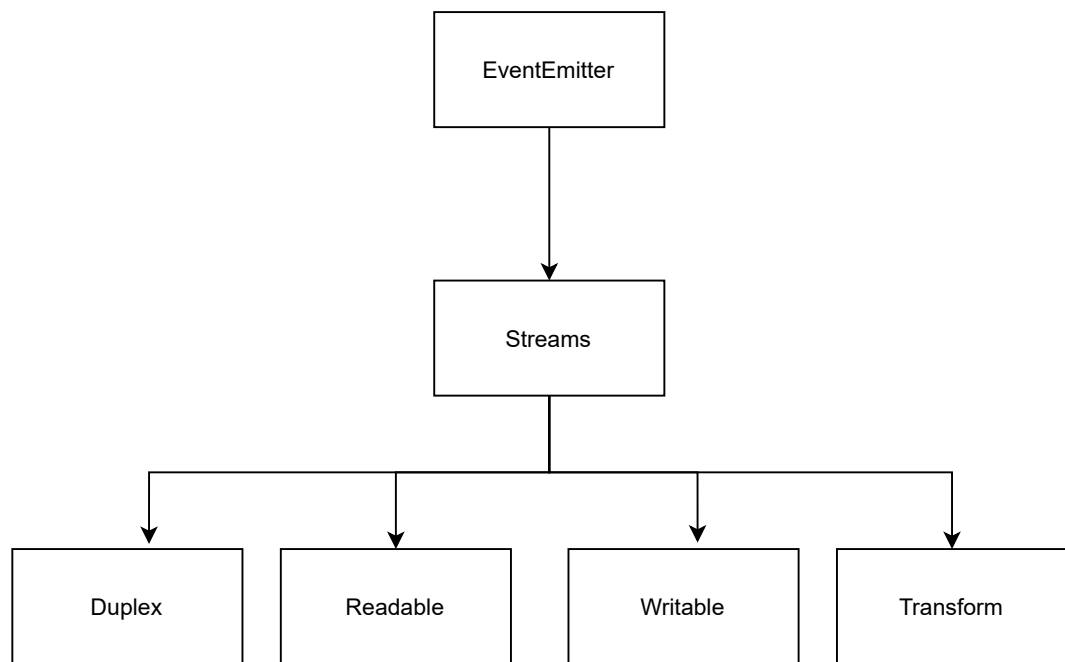 EventEmitter
Streams
Duplex
Readable
Writable
Transform